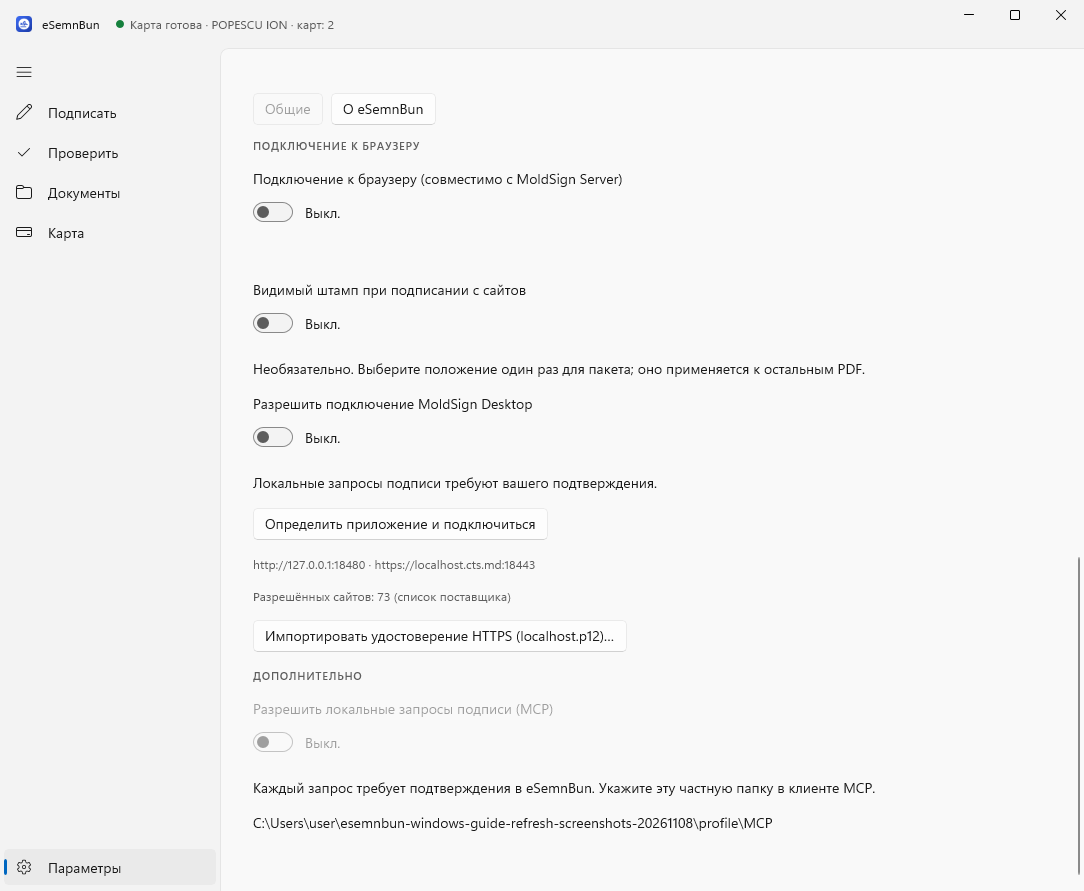 eSemnBun
Карта готова · POPESCU ION · карт: 2
Подписать
Проверить
Документы
Карта
Параметры
Общие
О eSemnBun
ПОДКЛЮЧЕНИЕ К БРАУЗЕРУ
Подключение к браузеру (совместимо с MoldSign Server)
Выкл.
Видимый штамп при подписании с сайтов
Выкл.
Необязательно. Выберите положение один раз для пакета; оно применяется к остальным PDF.
Разрешить подключение MoldSign Desktop
Выкл.
Локальные запросы подписи требуют вашего подтверждения.
Определить приложение и подключиться
http://127.0.0.1:18480 · https://localhost.cts.md:18443
Разрешённых сайтов: 73 (список поставщика)
Импортировать удостоверение HTTPS (localhost.p12)...
ДОПОЛНИТЕЛЬНО
Разрешить локальные запросы подписи (MCP)
Выкл.
Каждый запрос требует подтверждения в eSemnBun. Укажите эту частную папку в клиенте MCP.
C:\Users\user\esemnbun-windows-guide-refresh-screenshots-20261108\profile\MCP